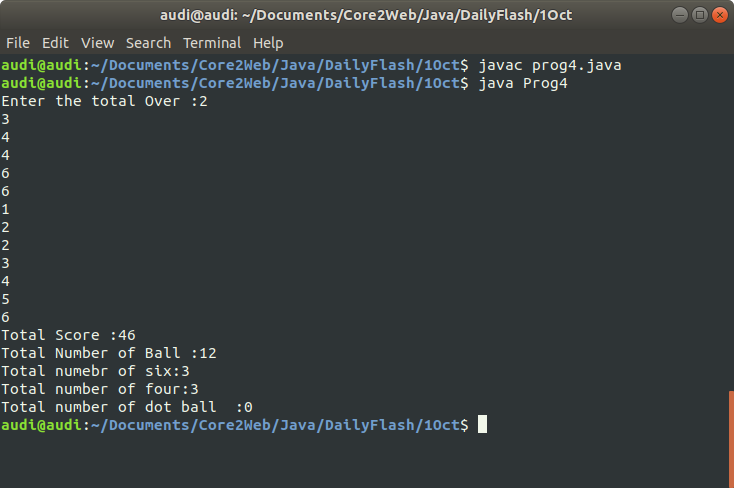 audi@audi: ~/Documents/Core2Web/Java/DailyFlash/1Oct
File Edit View Search Terminal Help
audi@audi:~/Documents/Core2Web/Java/DailyFlash/1Oct$ javac prog4.java
audi@audi:~/Documents/Core2Web/Java/DailyFlash/1Oct$ java Prog4
Enter the total Over :2
3
4
4
6
6
1
2
2
3
4
5
6
Total Score :46
Total Number of Ball :12
Total numebr of six:3
Total number of four:3
Total number of dot ball  :0
audi@audi:~/Documents/Core2Web/Java/DailyFlash/1Oct$